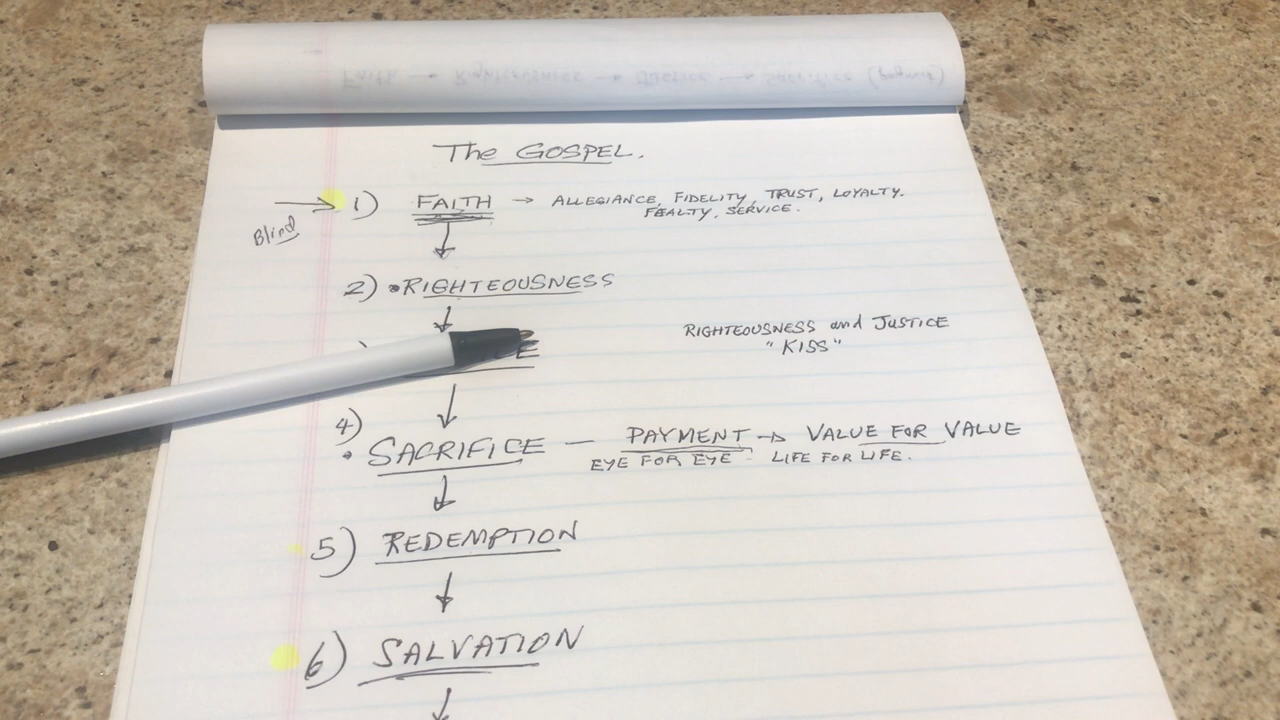 The GOSPEL.
1) FAITH → ALLEGIANCE, FIDELITY, TRUST, LOYALTY.
FEALTY, SERVICE.
Blind
2) •RIGHTEOUSNESS
RIGHTEOUSNESS and JUSTICE
"KISS"
4)
• SACRIFICE — PAYMENT → VALUE FOR VALUE
EYE FOR EYE - LIFE FOR LIFE.
5) REDEMPTION
6) SALVATION